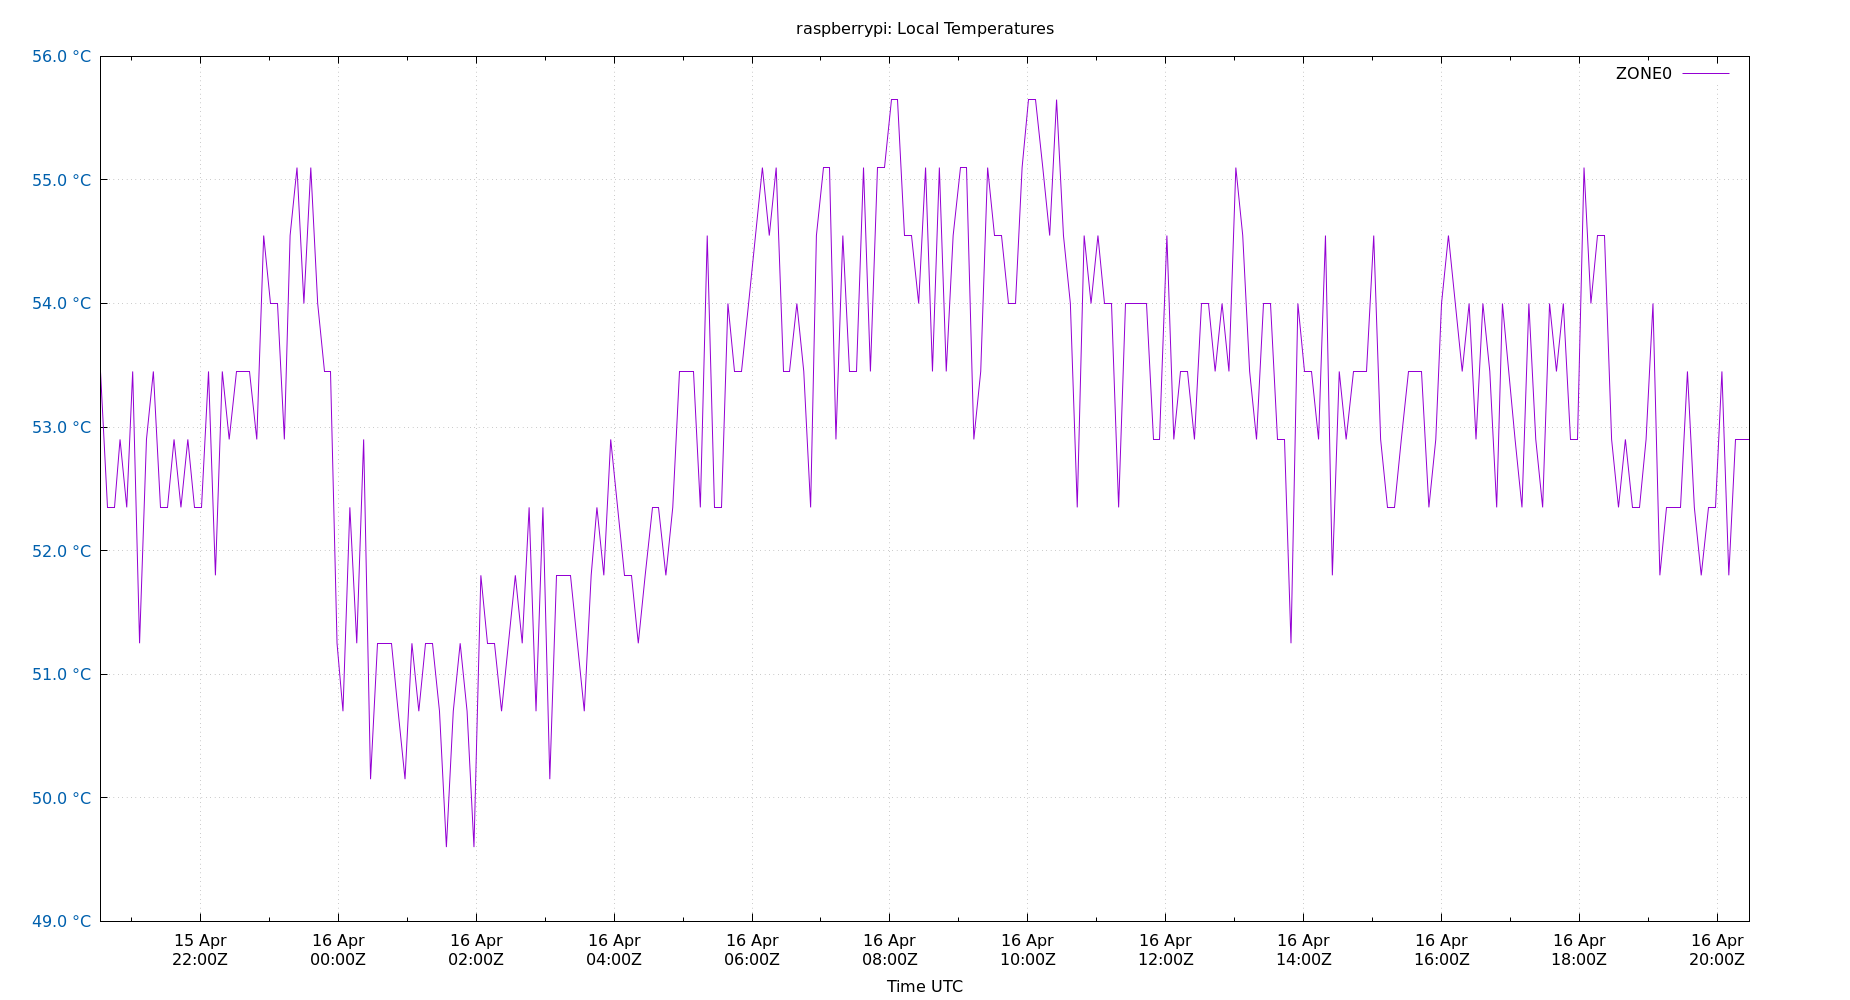 raspberrypi: Local Temperatures
ZONE0
56.0 °C
55.0 °C
54.0 °C
53.0 °C
52.0 °C
51.0 °C
50.0 °C
49.0 °C
15 Apr 16 Apr 16 Apr 16 Apr 16 Apr 16 Apr 16 Apr 16 Apr 16 Apr 16 Apr 16 Apr 16 Apr
22:00Z 00:00Z 02:00Z 04:00Z 06:00Z 08:00Z 10:00Z 12:00Z 14:00Z 16:00Z 18:00Z 20:00Z
Time UTC